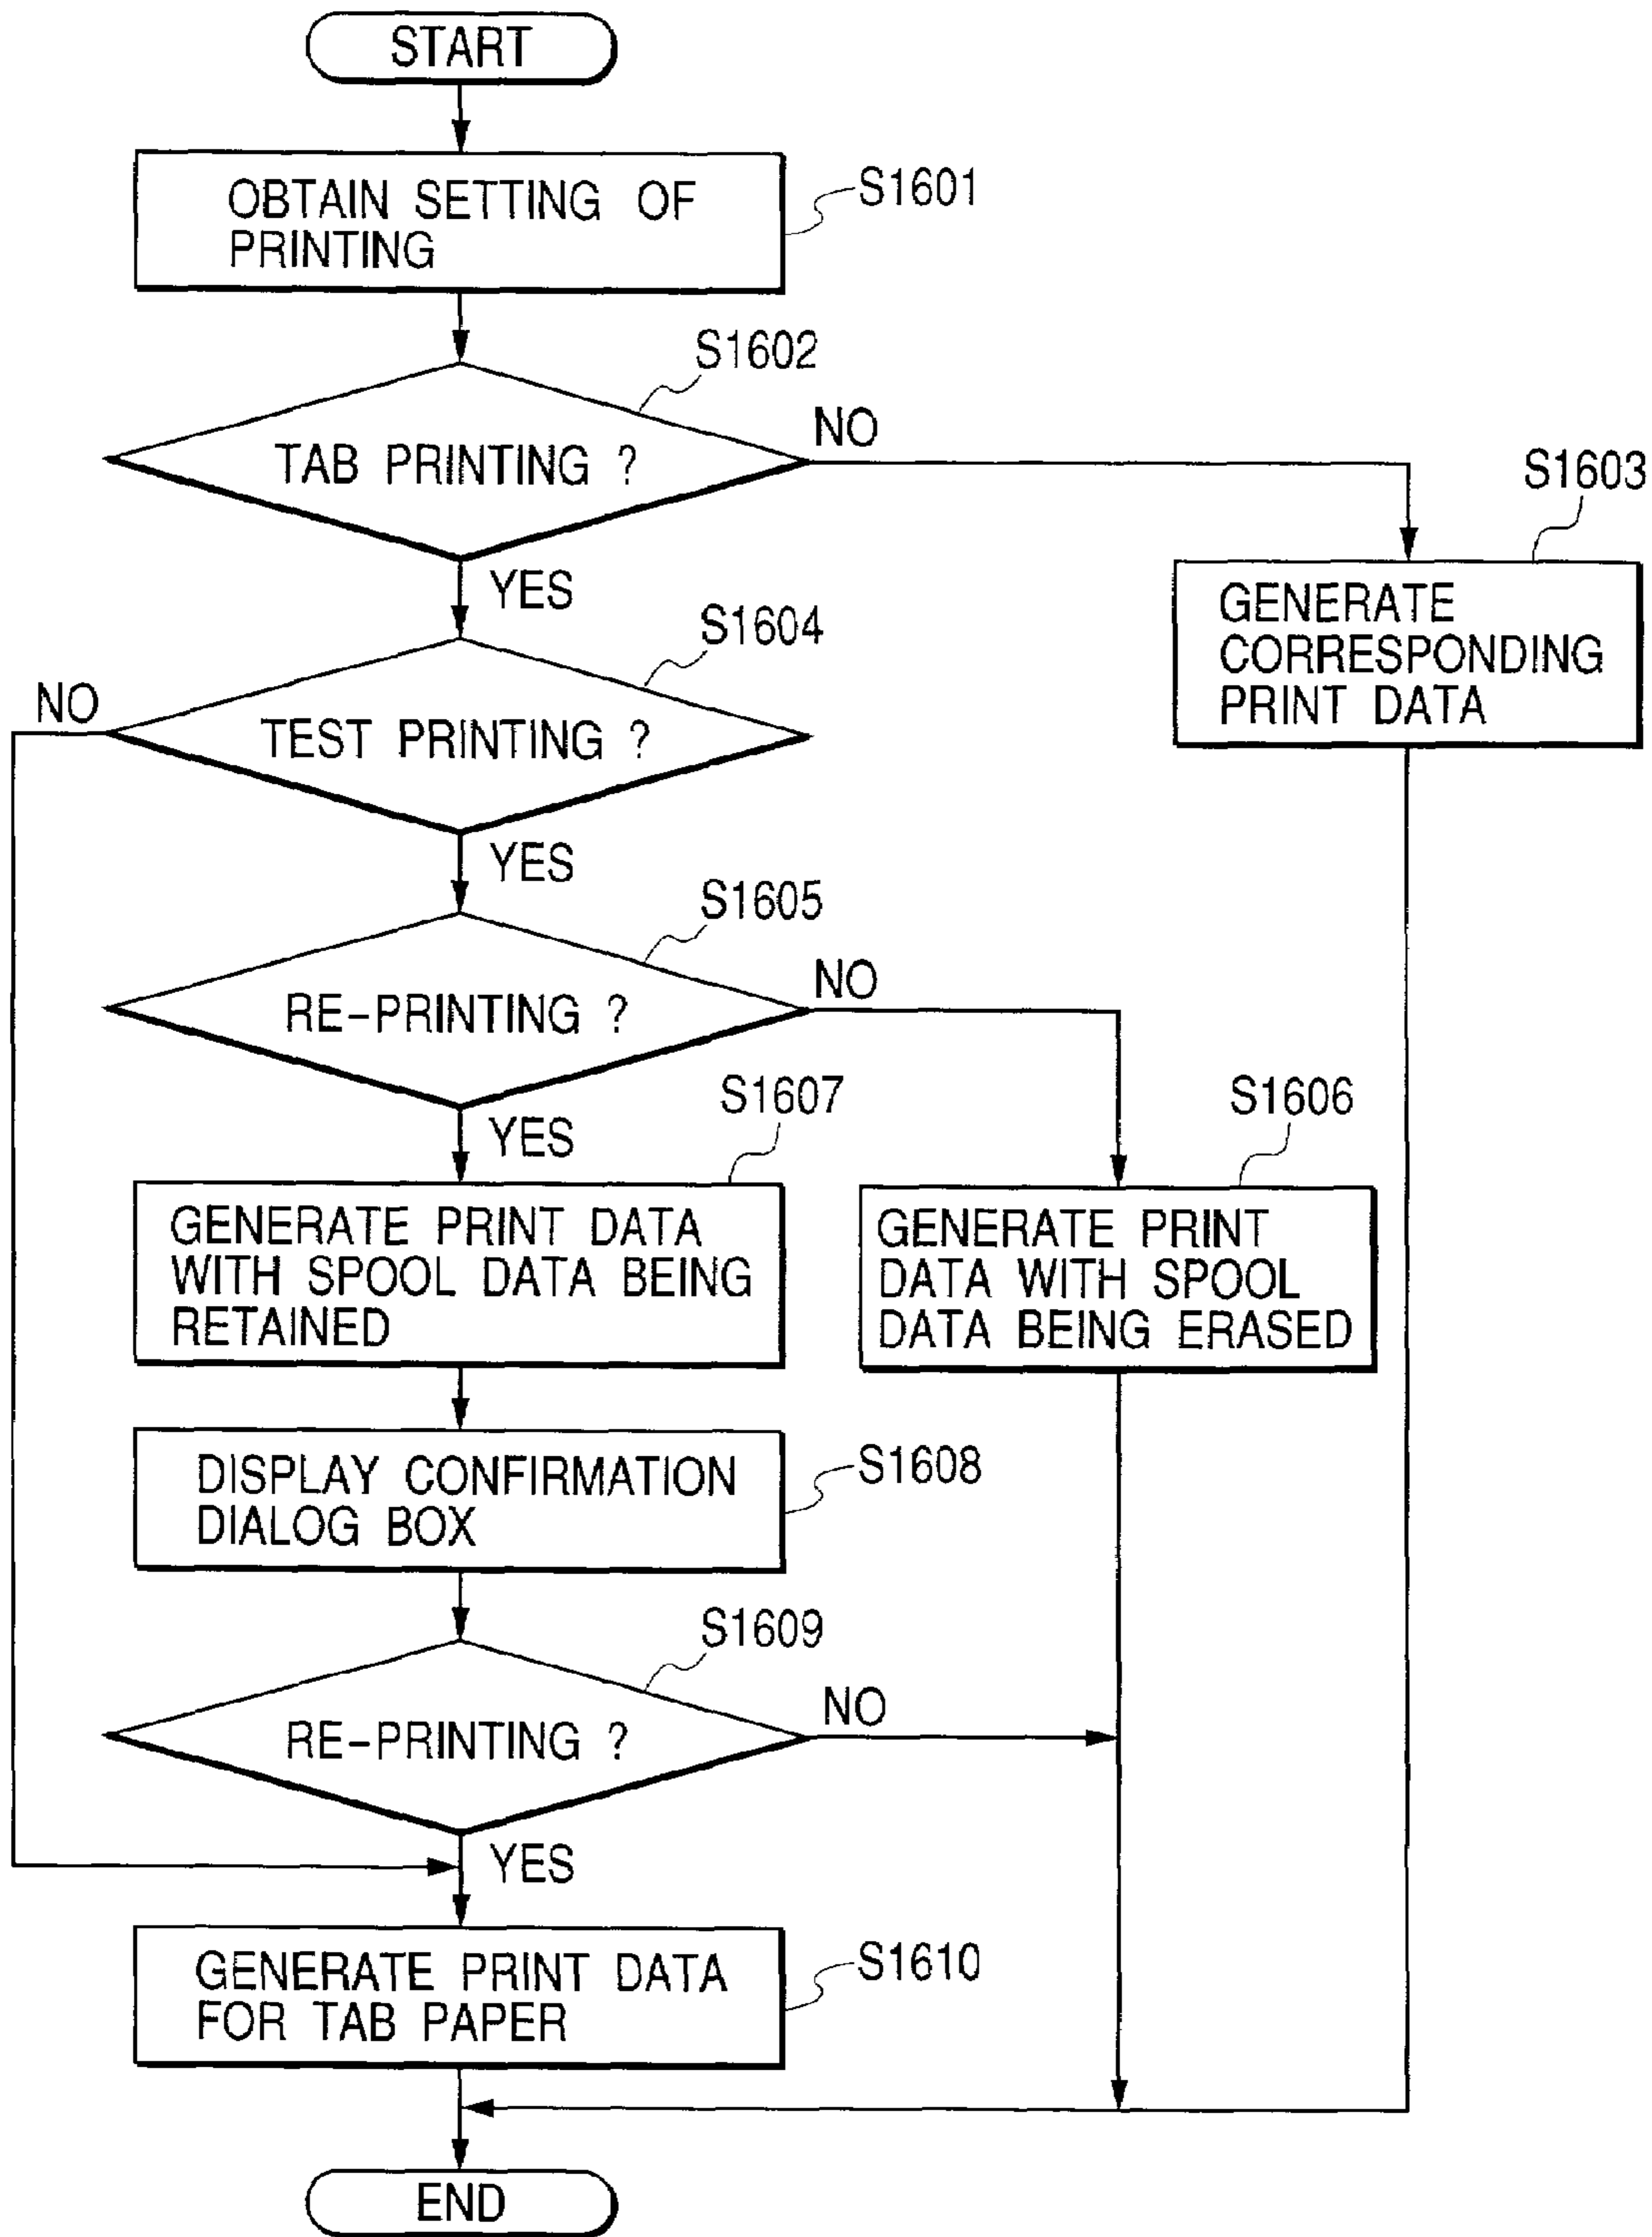 START
OBTAIN SETTING OF
PRINTING
S1601
S1602
TAB PRINTING ?
NO
YES
S1603
GENERATE
CORRESPONDING
PRINT DATA
S1604
NO
TEST PRINTING ?
YES
S1605
RE-PRINTING ?
NO
YES
S1607
GENERATE PRINT DATA
WITH SPOOL DATA BEING
RETAINED
S1606
GENERATE PRINT
DATA WITH SPOOL
DATA BEING ERASED
DISPLAY CONFIRMATION
DIALOG BOX
S1608
S1609
RE-PRINTING ?
NO
YES
GENERATE PRINT DATA
FOR TAB PAPER
S1610
END